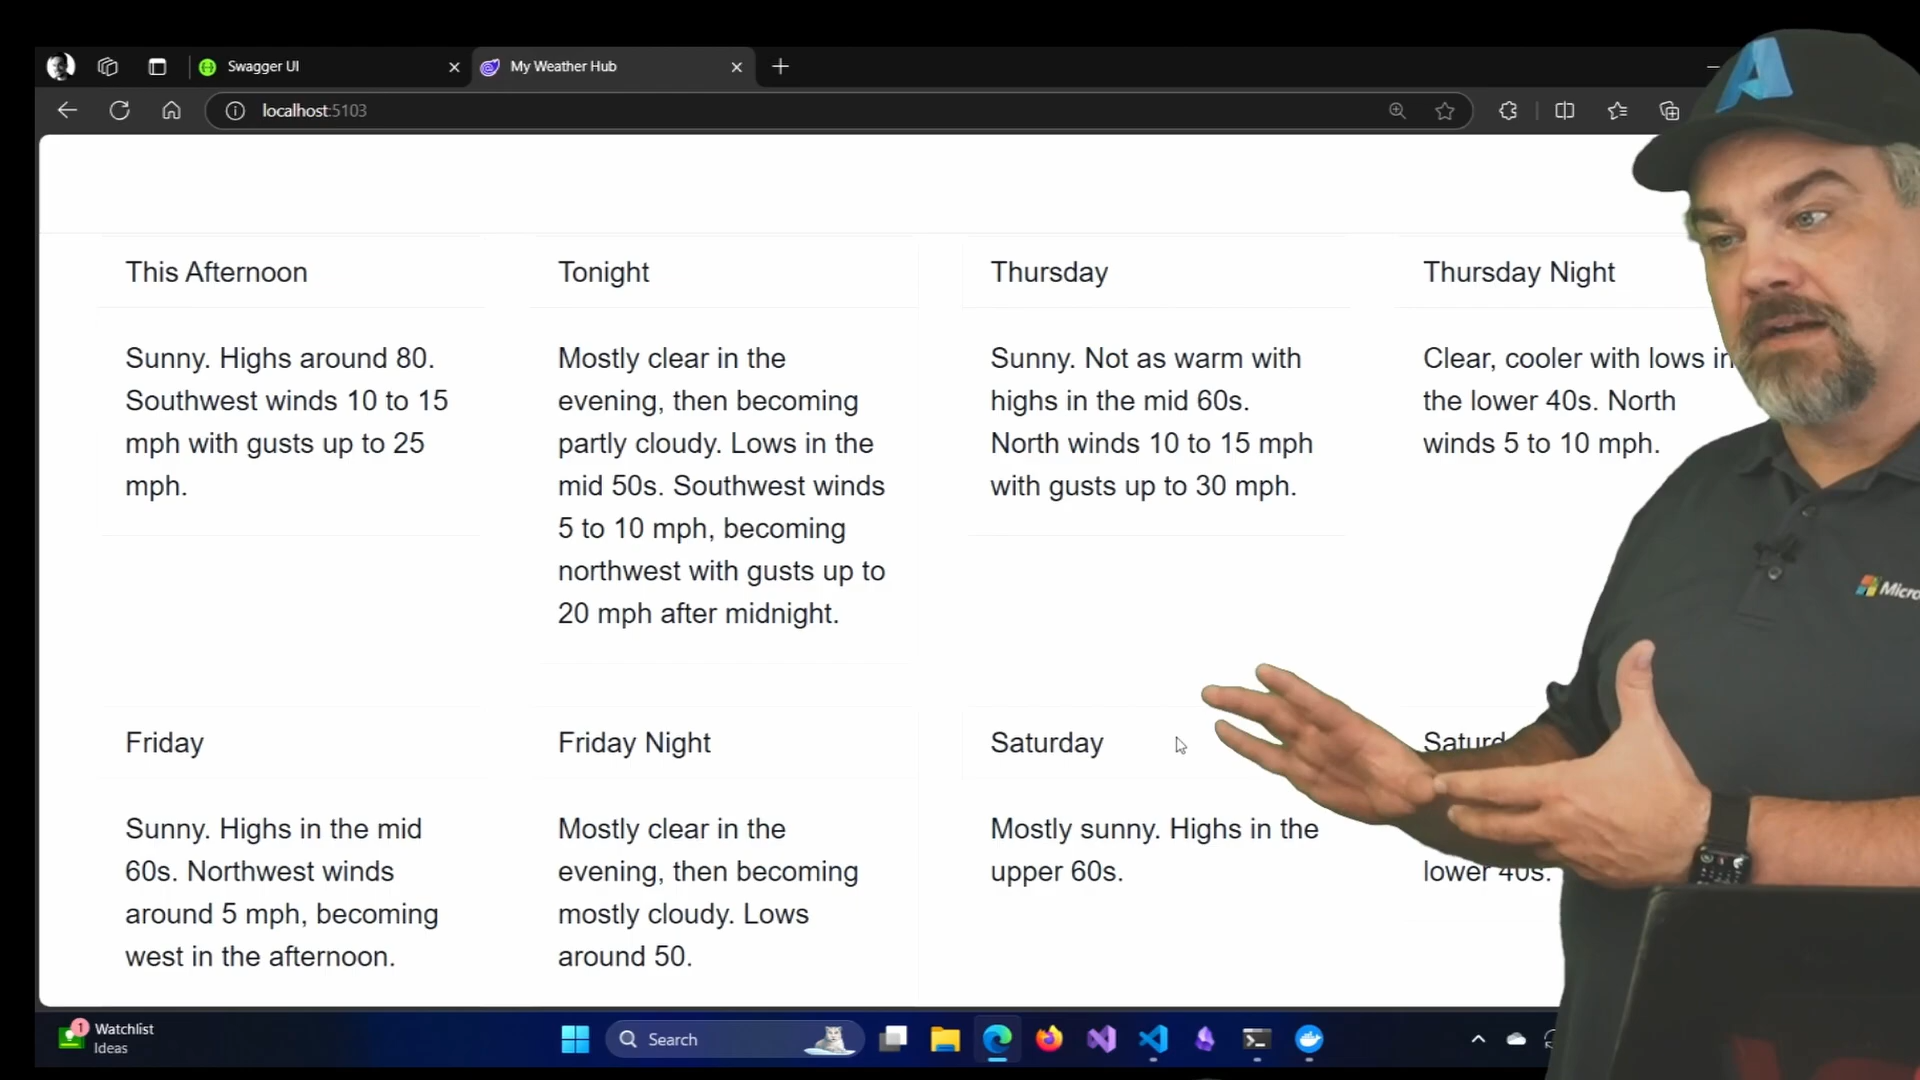 Swagger UI
My Weather Hub
localhost:5103
This Afternoon
Sunny. Highs around 80.
Southwest winds 10 to 15
mph with gusts up to 25
mph.
Tonight
Mostly clear in the
evening, then becoming
partly cloudy. Lows in the
mid 50s. Southwest winds
5 to 10 mph, becoming
northwest with gusts up to
20 mph after midnight.
Thursday
Sunny. Not as warm with
highs in the mid 60s.
North winds 10 to 15 mph
with gusts up to 30 mph.
Thursday Night
Clear, cooler with lows in
the lower 40s. North
winds 5 to 10 mph.
Friday
Sunny. Highs in the mid
60s. Northwest winds
around 5 mph, becoming
west in the afternoon.
Friday Night
Mostly clear in the
evening, then becoming
mostly cloudy. Lows
around 50.
Saturday
Mostly sunny. Highs in the
upper 60s.
lower 40s.
Micro
1
Watchlist
Ideas
Search